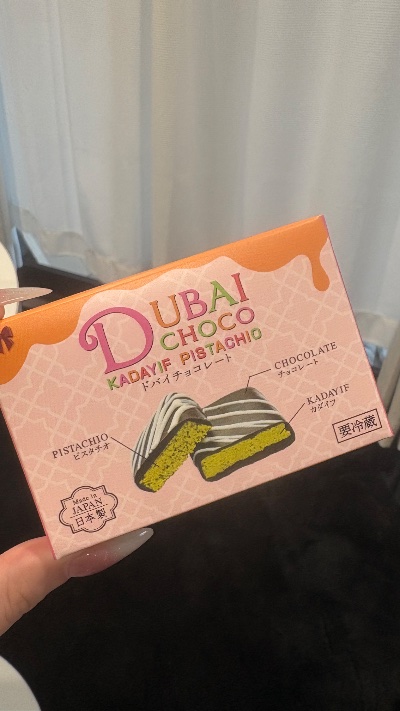 DUBAI
CHOCO
KADAYIF PISTACHIO
ドバイチョコレート
CHOCOLATE
チョコレート
KADAYIF
カダイフ
PISTACHIO
ピスタチオ
要冷蔵
Made in
JAPAN
日本製